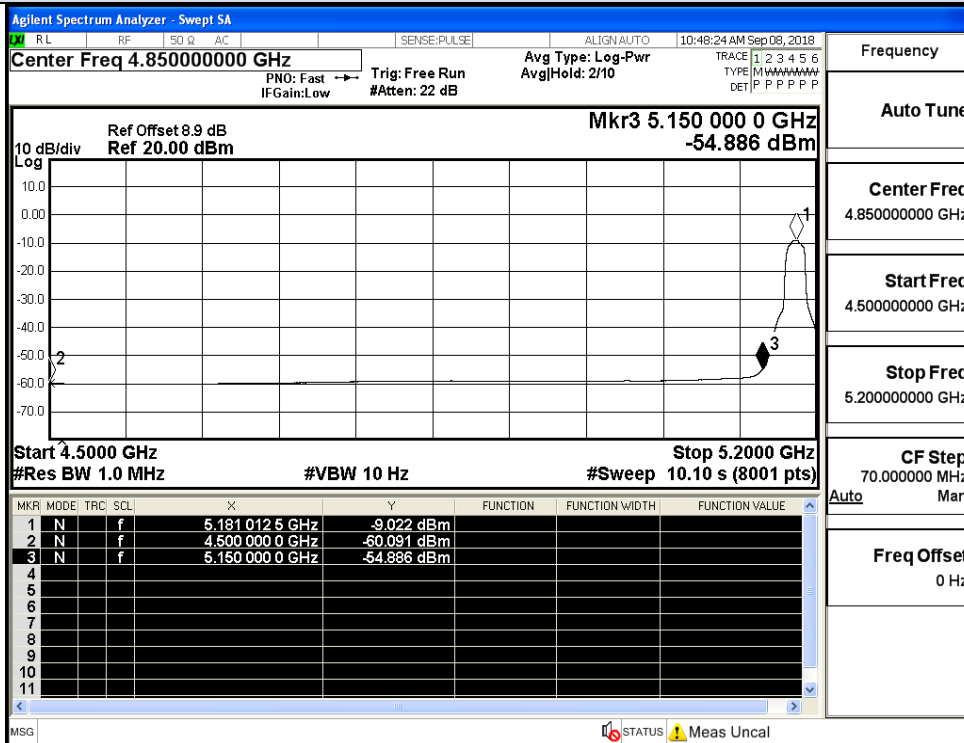 Agilent Spectrum Analyzer - Swept SA
LXI RL RF 50 Ω AC SENSE:PULSE ALIGN AUTO 10:48:24 AM Sep 08, 2018
Center Freq 4.850000000 GHz
PNO: Fast
IFGain:Low
Trig: Free Run
#Atten: 22 dB
Avg Type: Log-Pwr
Avg|Hold: 2/10
TRACE 1 2 3 4 5 6
TYPE M WWWWW
DET P P P P P P
Mkr3 5.150 000 0 GHz
-54.886 dBm
Ref Offset 8.9 dB
10 dB/div Ref 20.00 dBm
Log
10.0
0.00
-10.0
-20.0
-30.0
-40.0
-50.0
-60.0
-70.0
1
2
3
Start 4.5000 GHz Stop 5.2000 GHz
#Res BW 1.0 MHz #VBW 10 Hz #Sweep 10.10 s (8001 pts)
MKR MODE TRC SCL X Y FUNCTION FUNCTION WIDTH FUNCTION VALUE
1 N f 5.181 012 5 GHz -9.022 dBm
2 N f 4.500 000 0 GHz -60.091 dBm
3 N f 5.150 000 0 GHz -54.886 dBm
4
5
6
7
8
9
10
11
MSG STATUS Meas Uncal
Frequency
Auto Tune
Center Freq
4.850000000 GHz
Start Freq
4.500000000 GHz
Stop Freq
5.200000000 GHz
CF Step
70.000000 MHz
Auto Man
Freq Offset
0 Hz